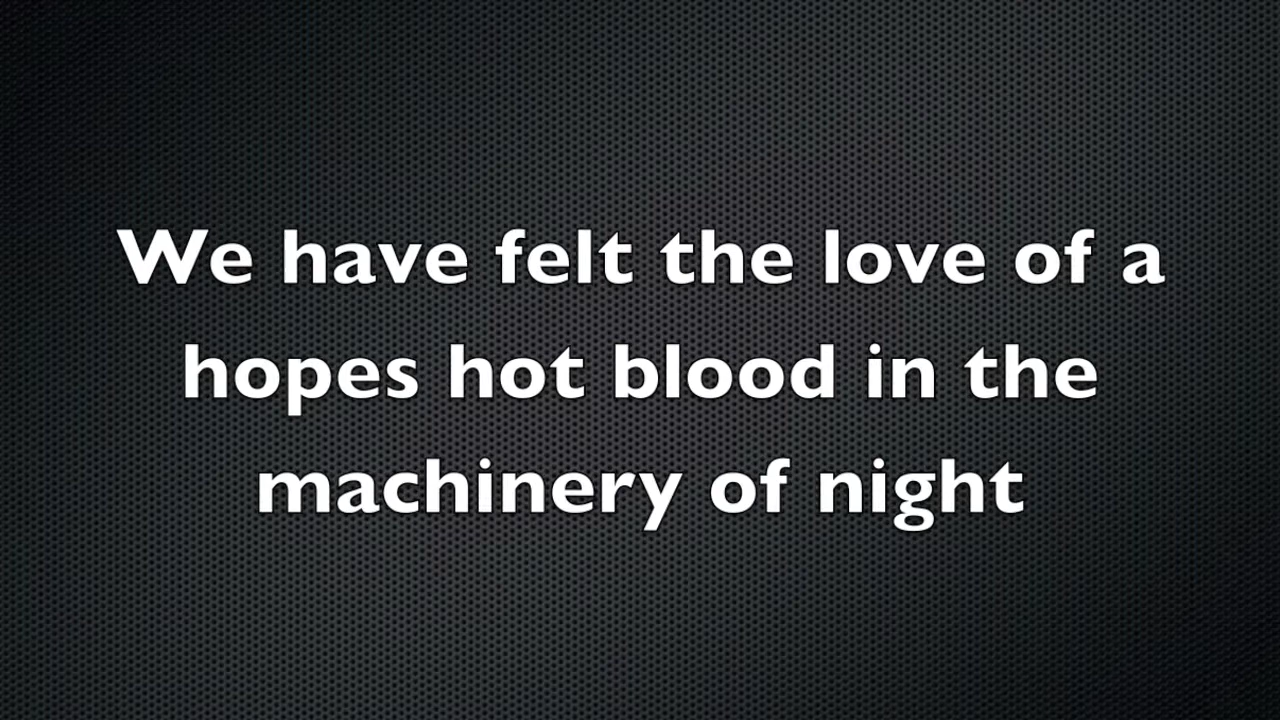 We have felt the love of a
hopes hot blood in the
machinery of night